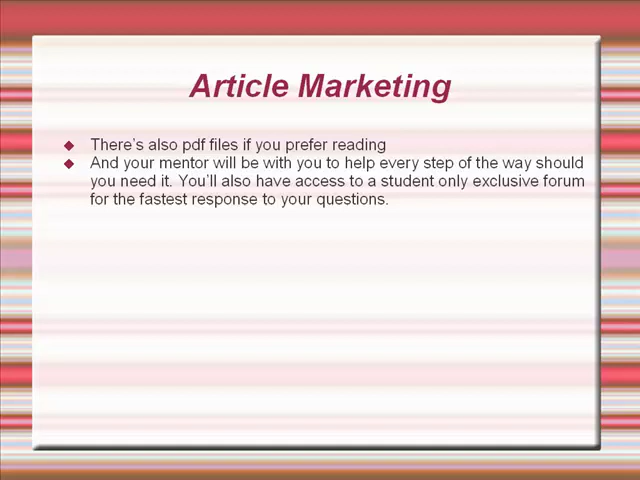 Article Marketing
There's also pdf files if you prefer reading
And your mentor will be with you to help every step of the way should
you need it. You'll also have access to a student only exclusive forum
for the fastest response to your questions.